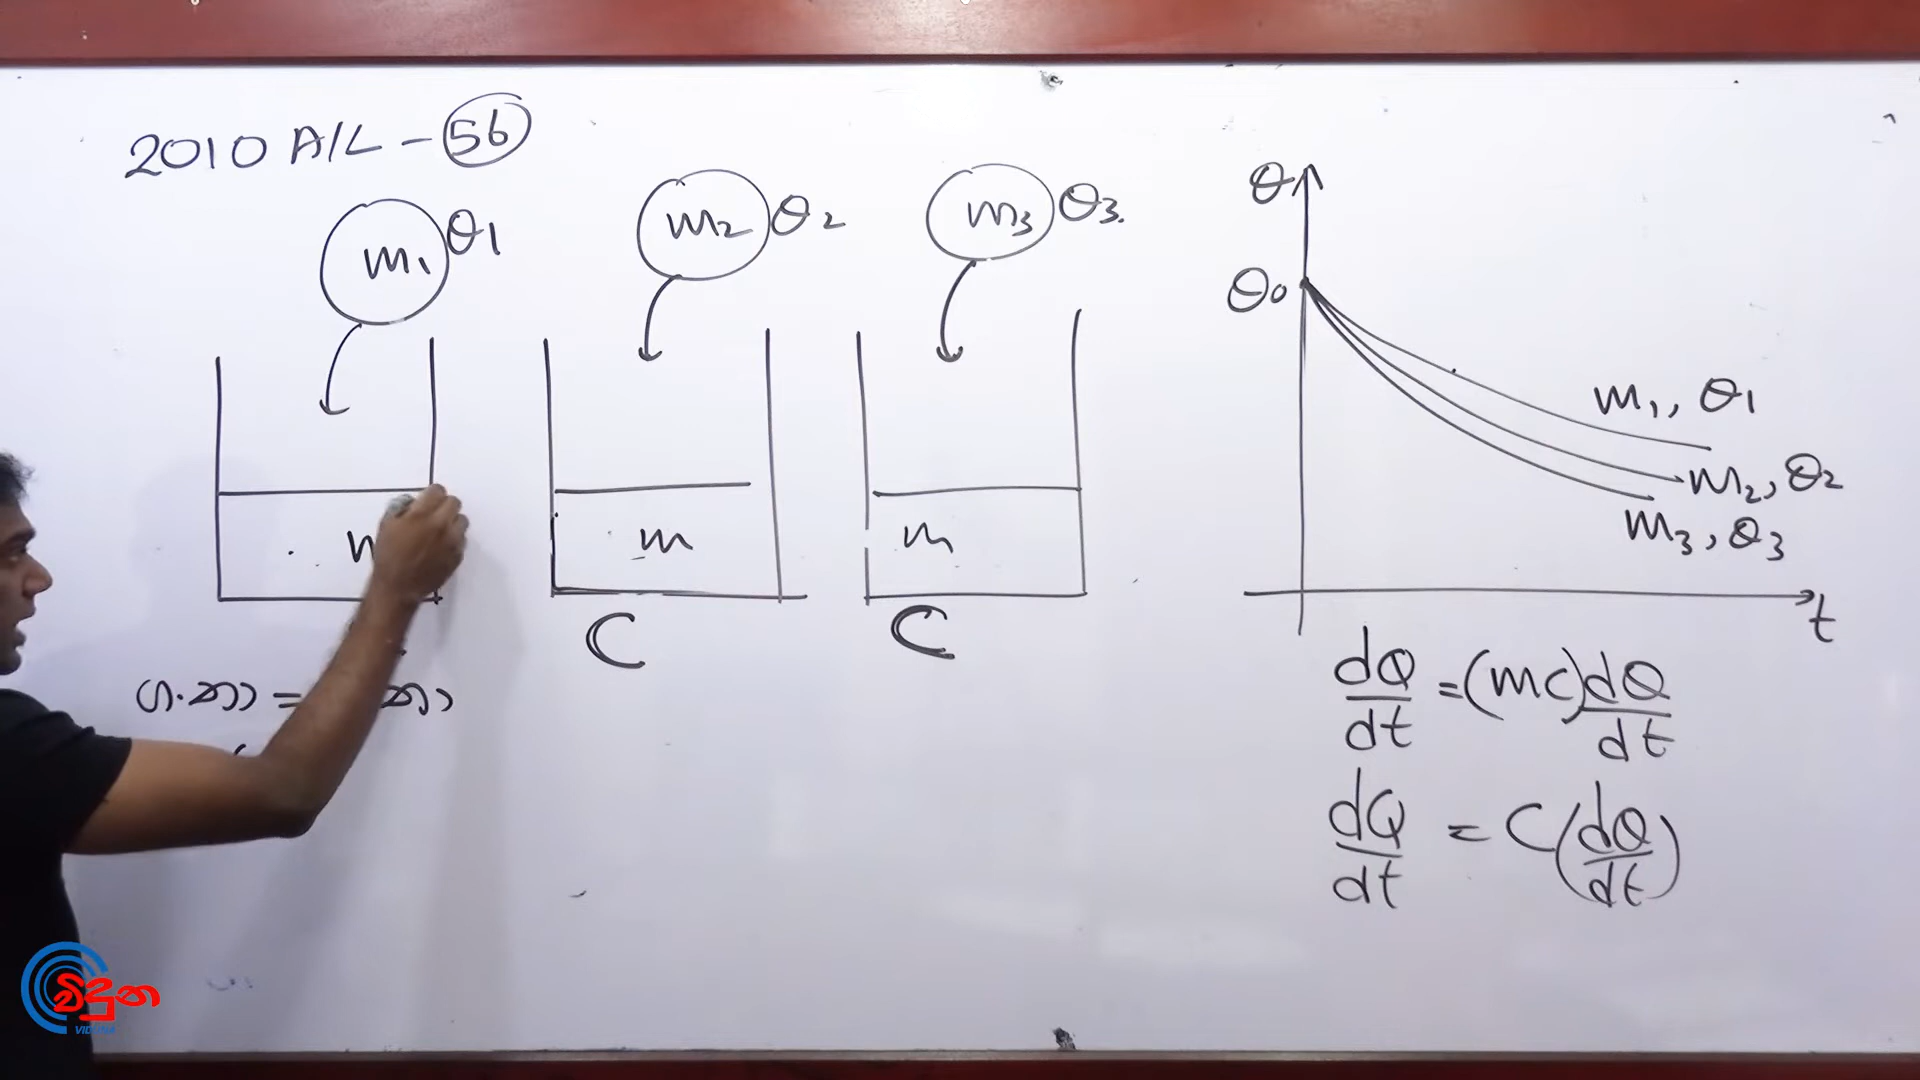 2010 A/L - 56
m1 θ1
m2 θ2
m3 θ3.
m
m
C
C
θ
θ0
m1, θ1
m2, θ2
m3, θ3
t
dQ/dt = (mc) dθ/dt
dQ/dt = C (dθ/dt)
විදුන